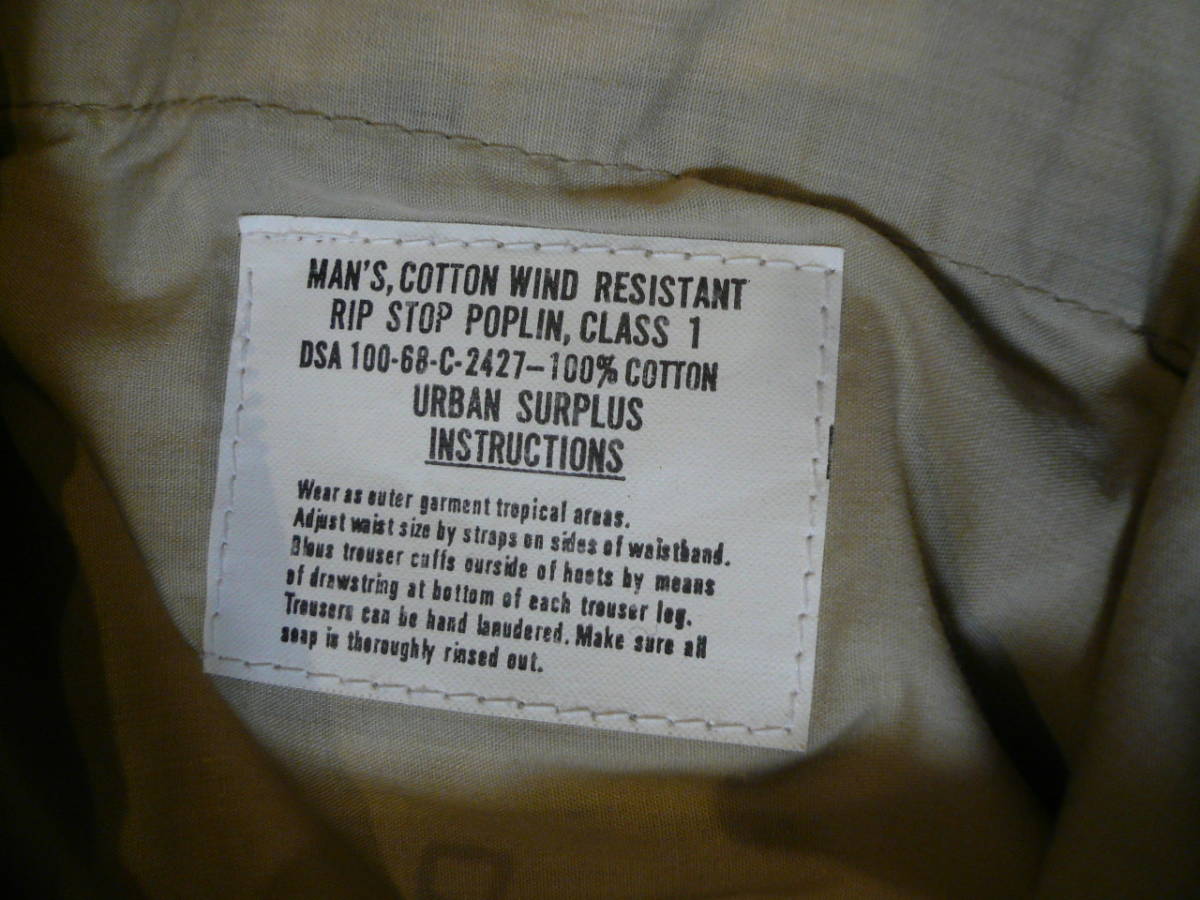 MAN'S, COTTON WIND RESISTANT
RIP STOP POPLIN, CLASS 1
DSA 100-68-C-2427-100% COTTON
URBAN SURPLUS
INSTRUCTIONS
Wear as outer garment tropical areas.
Adjust waist size by straps on sides of waistband.
Blous trouser cuffs ourside of boots by means
of drawstring at bottom of each trouser leg.
Trousers can be hand lanudered. Make sure all
soap is thoroughly rinsed out.